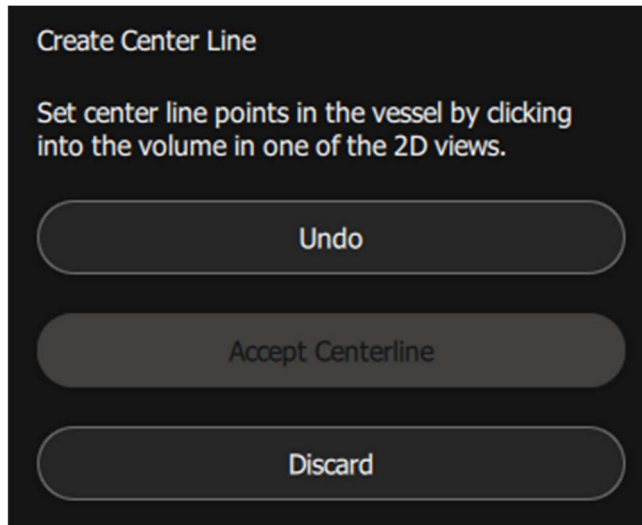 Create Center Line
Set center line points in the vessel by clicking
into the volume in one of the 2D views.
Undo
Accept Centerline
Discard